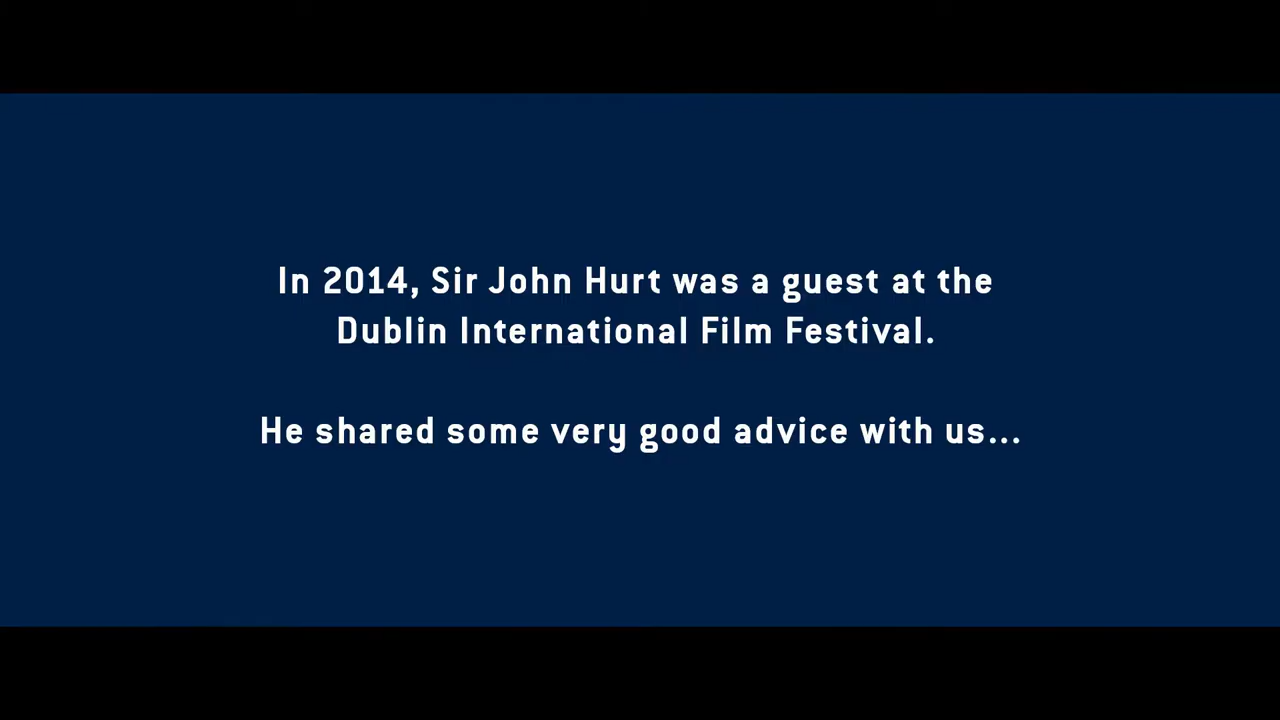 In 2014, Sir John Hurt was a guest at the
Dublin International Film Festival.
He shared some very good advice with us...